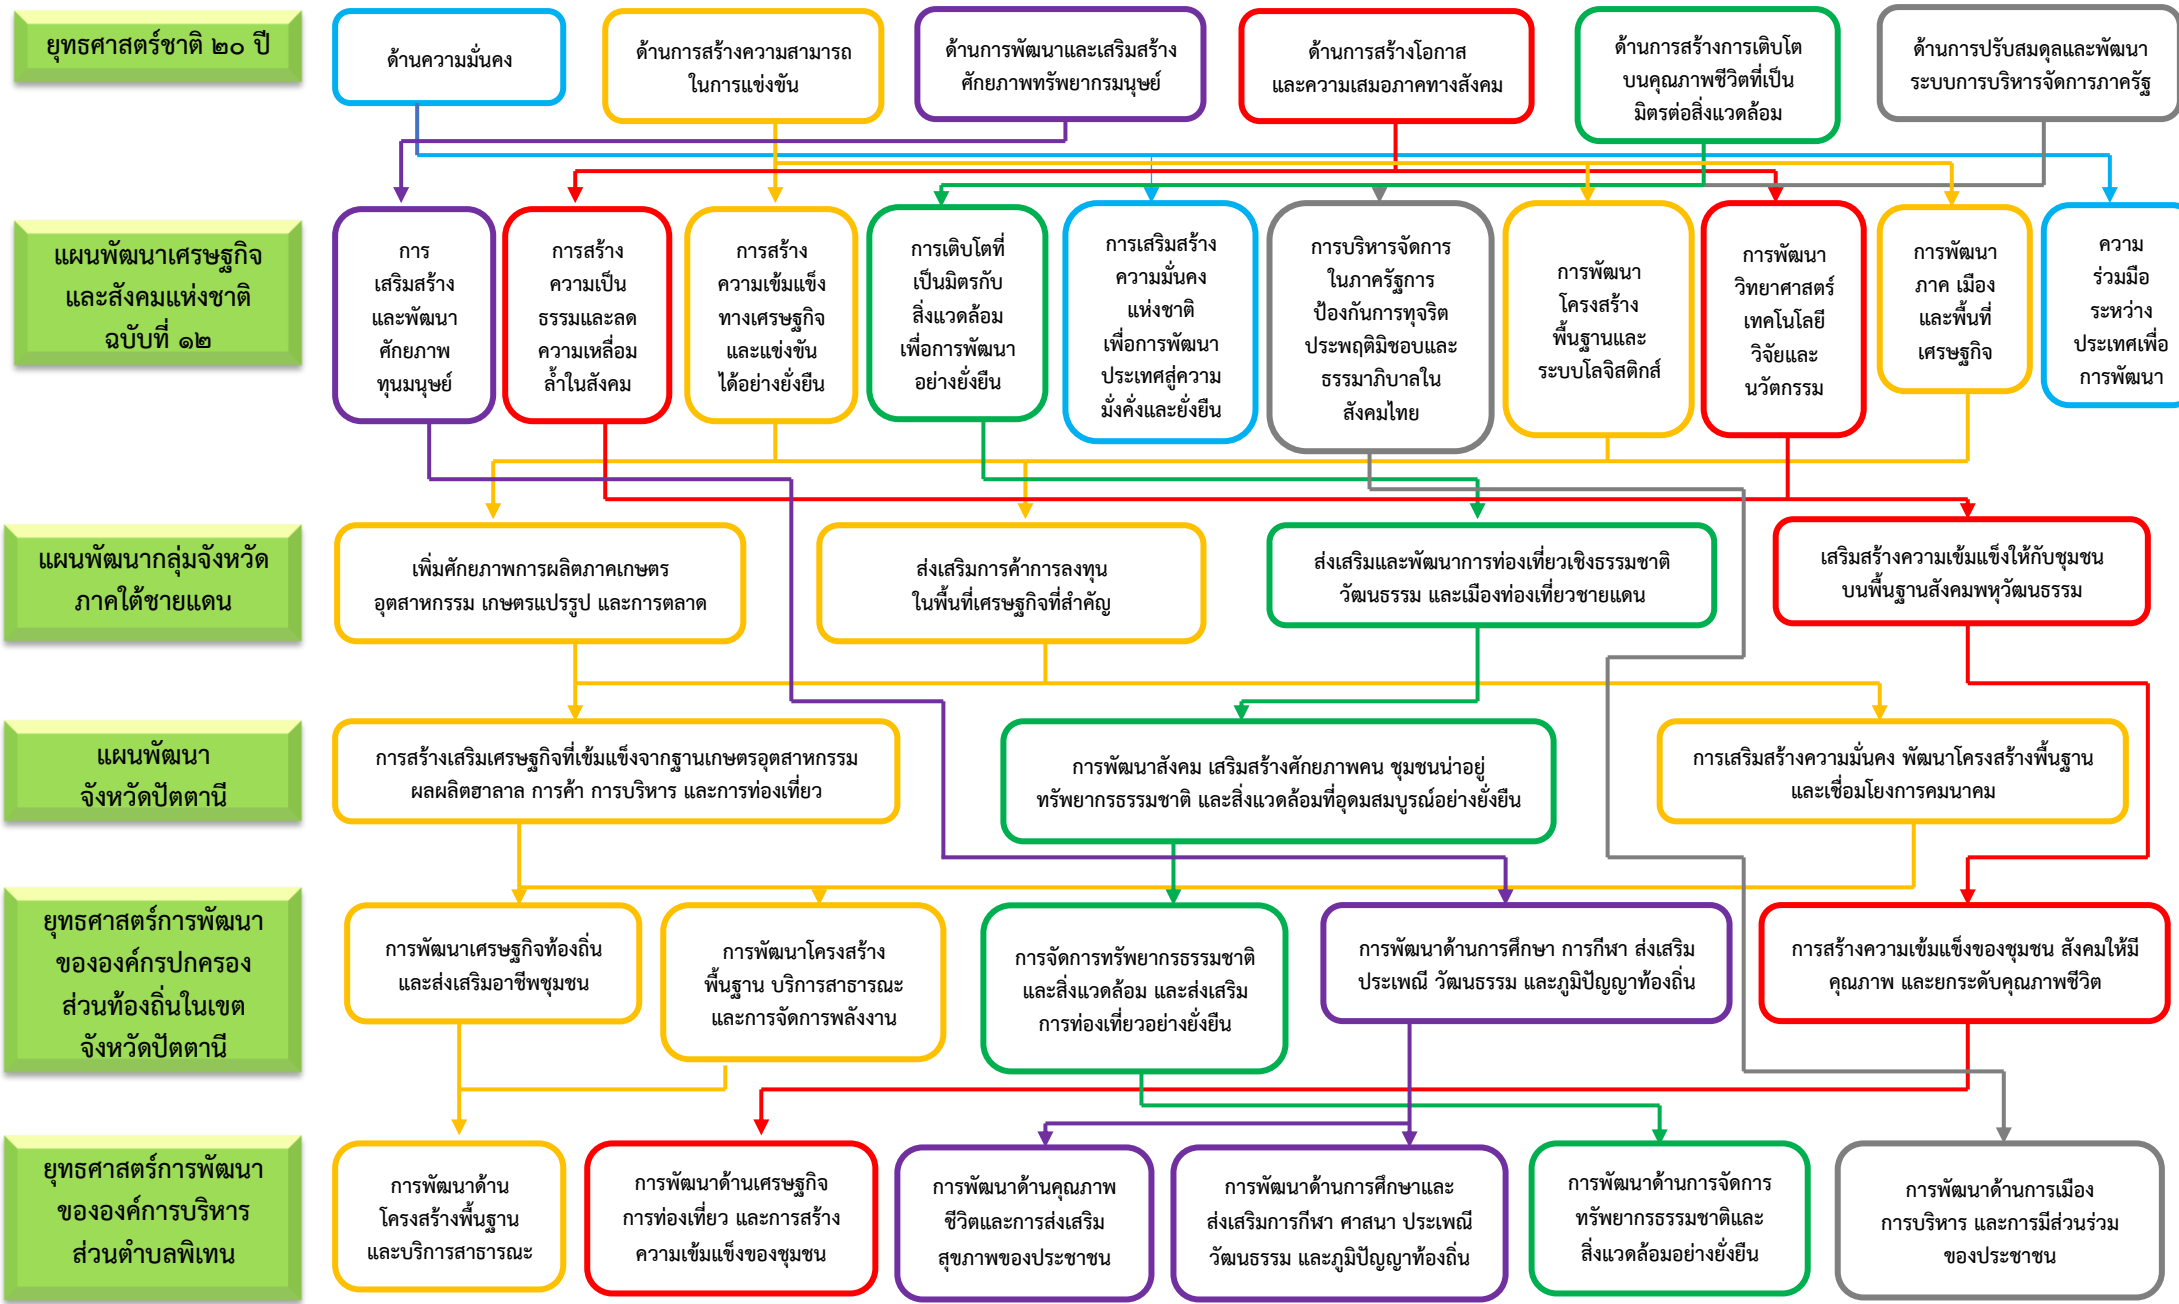 ยุทธศาสตร์ชาติ ๒๐ ปี
ด้านความมั่นคง
ด้านการสร้างความสามารถ
ในการแข่งขัน
ด้านการพัฒนาและเสริมสร้าง
ศักยภาพทรัพยากรมนุษย์
ด้านการสร้างโอกาส
และความเสมอภาคทางสังคม
ด้านการสร้างการเติบโต
บนคุณภาพชีวิตที่เป็น
มิตรต่อสิ่งแวดล้อม
ด้านการปรับสมดุลและพัฒนา
ระบบการบริหารจัดการภาครัฐ
แผนพัฒนาเศรษฐกิจ
และสังคมแห่งชาติ
ฉบับที่ ๑๒
การ
เสริมสร้าง
และพัฒนา
ศักยภาพ
ทุนมนุษย์
การสร้าง
ความเป็น
ธรรมและลด
ความเหลื่อม
ล้ำในสังคม
การสร้าง
ความเข้มแข็ง
ทางเศรษฐกิจ
และแข่งขัน
ได้อย่างยั่งยืน
การเติบโตที่
เป็นมิตรกับ
สิ่งแวดล้อม
เพื่อการพัฒนา
อย่างยั่งยืน
การเสริมสร้าง
ความมั่นคง
แห่งชาติ
เพื่อการพัฒนา
ประเทศสู่ความ
มั่งคั่งและยั่งยืน
การบริหารจัดการ
ในภาครัฐการ
ป้องกันการทุจริต
ประพฤติมิชอบและ
ธรรมาภิบาลใน
สังคมไทย
การพัฒนา
โครงสร้าง
พื้นฐานและ
ระบบโลจิสติกส์
การพัฒนา
วิทยาศาสตร์
เทคโนโลยี
วิจัยและ
นวัตกรรม
การพัฒนา
ภาค เมือง
และพื้นที่
เศรษฐกิจ
ความ
ร่วมมือ
ระหว่าง
ประเทศเพื่อ
การพัฒนา
แผนพัฒนากลุ่มจังหวัด
ภาคใต้ชายแดน
เพิ่มศักยภาพการผลิตภาคเกษตร
อุตสาหกรรม เกษตรแปรรูป และการตลาด
ส่งเสริมการค้าการลงทุน
ในพื้นที่เศรษฐกิจที่สำคัญ
ส่งเสริมและพัฒนาการท่องเที่ยวเชิงธรรมชาติ
วัฒนธรรม และเมืองท่องเที่ยวชายแดน
เสริมสร้างความเข้มแข็งให้กับชุมชน
บนพื้นฐานสังคมพหุวัฒนธรรม
แผนพัฒนา
จังหวัดปัตตานี
การสร้างเสริมเศรษฐกิจที่เข้มแข็งจากฐานเกษตรอุตสาหกรรม
ผลผลิตฮาลาล การค้า การบริหาร และการท่องเที่ยว
การพัฒนาสังคม เสริมสร้างศักยภาพคน ชุมชนน่าอยู่
ทรัพยากรธรรมชาติ และสิ่งแวดล้อมที่อุดมสมบูรณ์อย่างยั่งยืน
การเสริมสร้างความมั่นคง พัฒนาโครงสร้างพื้นฐาน
และเชื่อมโยงการคมนาคม
ยุทธศาสตร์การพัฒนา
ขององค์กรปกครอง
ส่วนท้องถิ่นในเขต
จังหวัดปัตตานี
การพัฒนาเศรษฐกิจท้องถิ่น
และส่งเสริมอาชีพชุมชน
การพัฒนาโครงสร้าง
พื้นฐาน บริการสาธารณะ
และการจัดการพลังงาน
การจัดการทรัพยากรธรรมชาติ
และสิ่งแวดล้อม และส่งเสริม
การท่องเที่ยวอย่างยั่งยืน
การพัฒนาด้านการศึกษา การกีฬา ส่งเสริม
ประเพณี วัฒนธรรม และภูมิปัญญาท้องถิ่น
การสร้างความเข้มแข็งของชุมชน สังคมให้มี
คุณภาพ และยกระดับคุณภาพชีวิต
ยุทธศาสตร์การพัฒนา
ขององค์การบริหาร
ส่วนตำบลพิเทน
การพัฒนาด้าน
โครงสร้างพื้นฐาน
และบริการสาธารณะ
การพัฒนาด้านเศรษฐกิจ
การท่องเที่ยว และการสร้าง
ความเข้มแข็งของชุมชน
การพัฒนาด้านคุณภาพ
ชีวิตและการส่งเสริม
สุขภาพของประชาชน
การพัฒนาด้านการศึกษาและ
ส่งเสริมการกีฬา ศาสนา ประเพณี
วัฒนธรรม และภูมิปัญญาท้องถิ่น
การพัฒนาด้านการจัดการ
ทรัพยากรธรรมชาติและ
สิ่งแวดล้อมอย่างยั่งยืน
การพัฒนาด้านการเมือง
การบริหาร และการมีส่วนร่วม
ของประชาชน